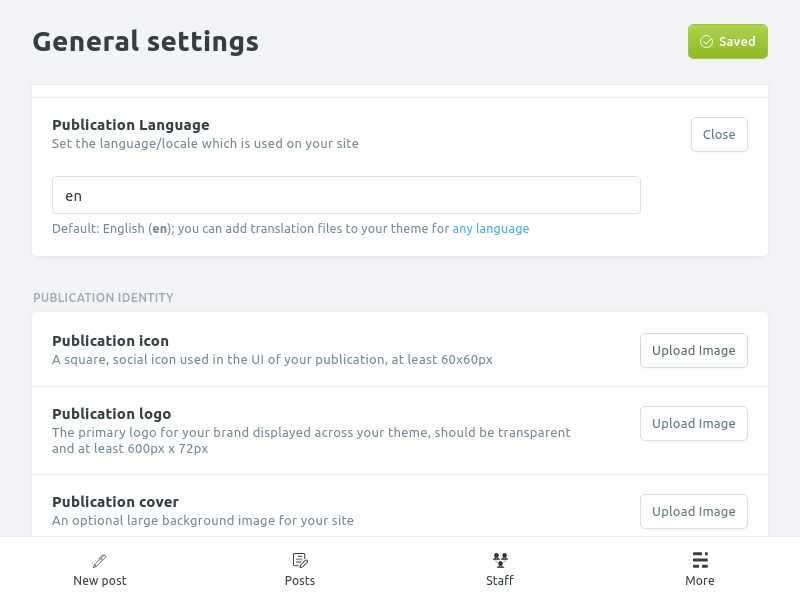 General settings
Saved
Publication Language
Set the language/locale which is used on your site
Close
en
Default: English (en); you can add translation files to your theme for any language
PUBLICATION IDENTITY
Publication icon
A square, social icon used in the UI of your publication, at least 60x60px
Upload Image
Publication logo
The primary logo for your brand displayed across your theme, should be transparent
and at least 600px x 72px
Upload Image
Publication cover
An optional large background image for your site
Upload Image
New post
Posts
Staff
More